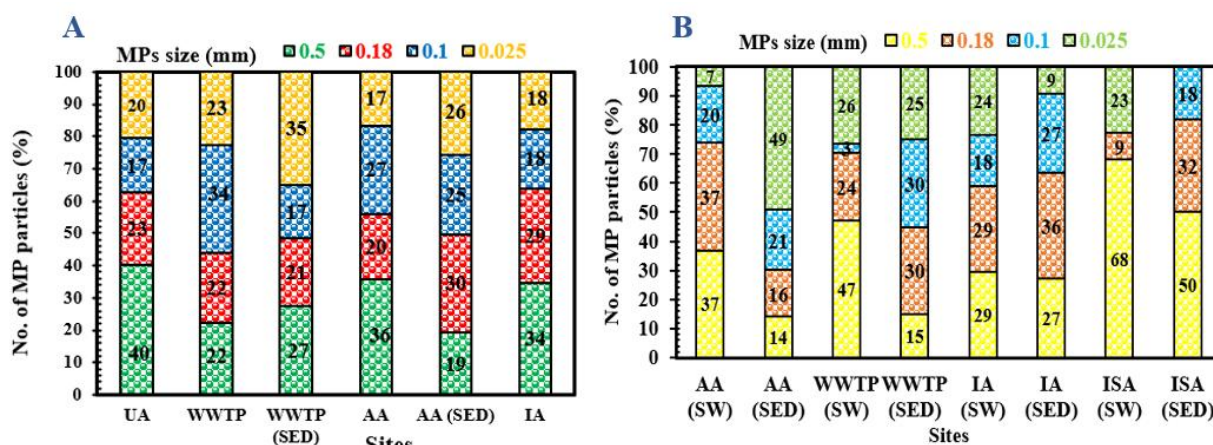 A
MPs size (mm) 0.5 0.18 0.1 0.025
No. of MP particles (%)
100
90
80
70
60
50
40
30
20
10
0
20 23 35 17 26 18
17 34 17 27 25 18
23 22 21 20 30 29
40 22 27 36 19 34
UA WWTP WWTP (SED) AA AA (SED) IA
Sites
B
MPs size (mm) 0.5 0.18 0.1 0.025
No. of MP particles (%)
100
90
80
70
60
50
40
30
20
10
0
7 49 26 25 24 9 23
20 21 3 30 18 27 18
37 16 24 30 29 36 9 32
37 14 47 15 29 27 68 50
AA AA WWTP WWTP IA IA ISA ISA
(SW) (SED) (SW) (SED) (SW) (SED) (SW) (SED)
Sites